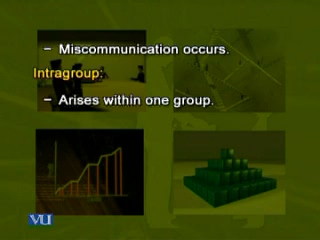 – Miscommunication occurs.
Intragroup:
– Arises within one group.
VU